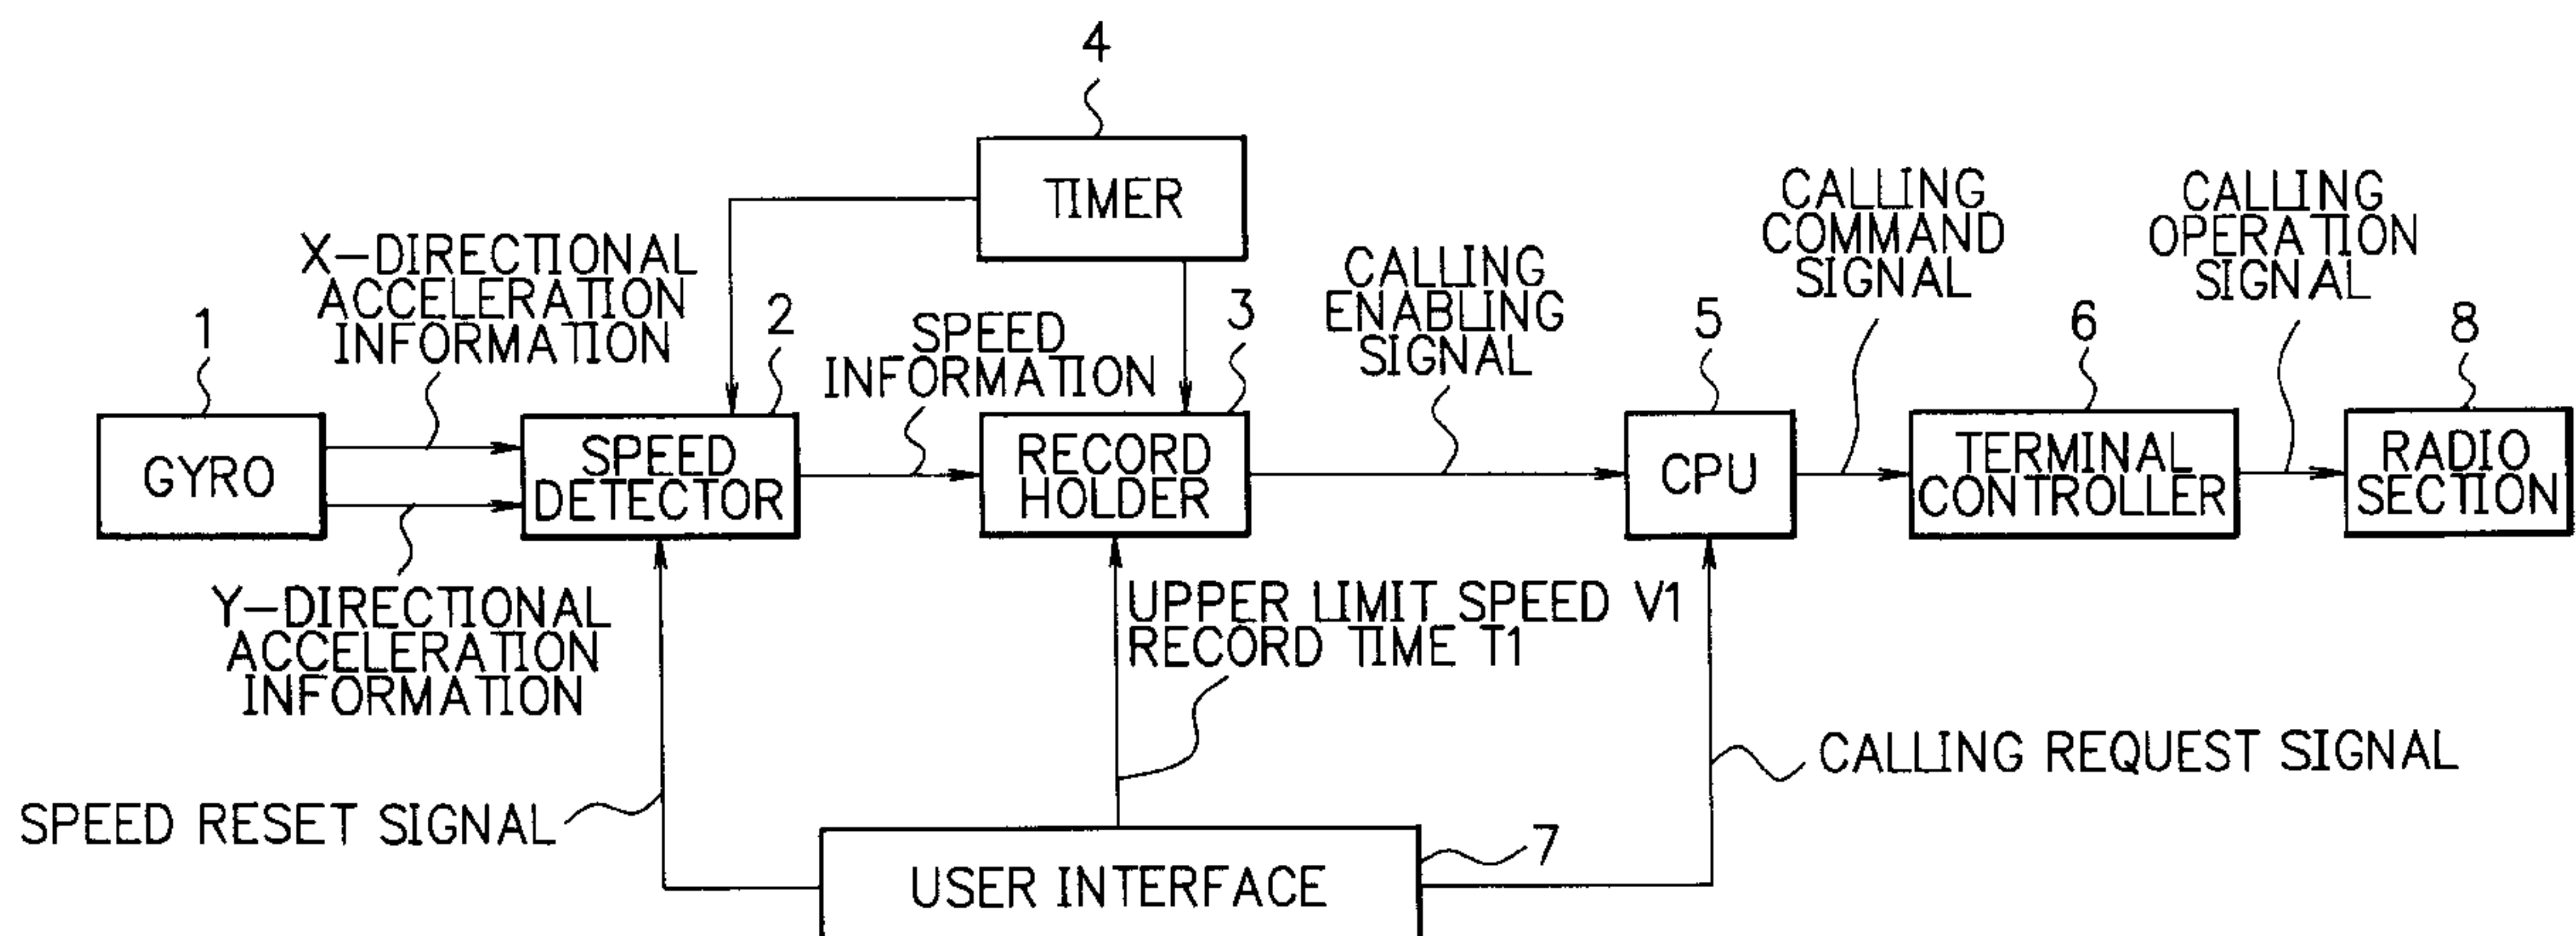 4
TIMER
X-DIRECTIONAL
ACCELERATION
INFORMATION
1
2
SPEED
INFORMATION
3
CALLING
ENABLING
SIGNAL
5
CALLING
COMMAND
SIGNAL
6
CALLING
OPERATION
SIGNAL
8
GYRO
SPEED
DETECTOR
RECORD
HOLDER
CPU
TERMINAL
CONTROLLER
RADIO
SECTION
Y-DIRECTIONAL
ACCELERATION
INFORMATION
UPPER LIMIT SPEED V1
RECORD TIME T1
SPEED RESET SIGNAL
CALLING REQUEST SIGNAL
7
USER INTERFACE